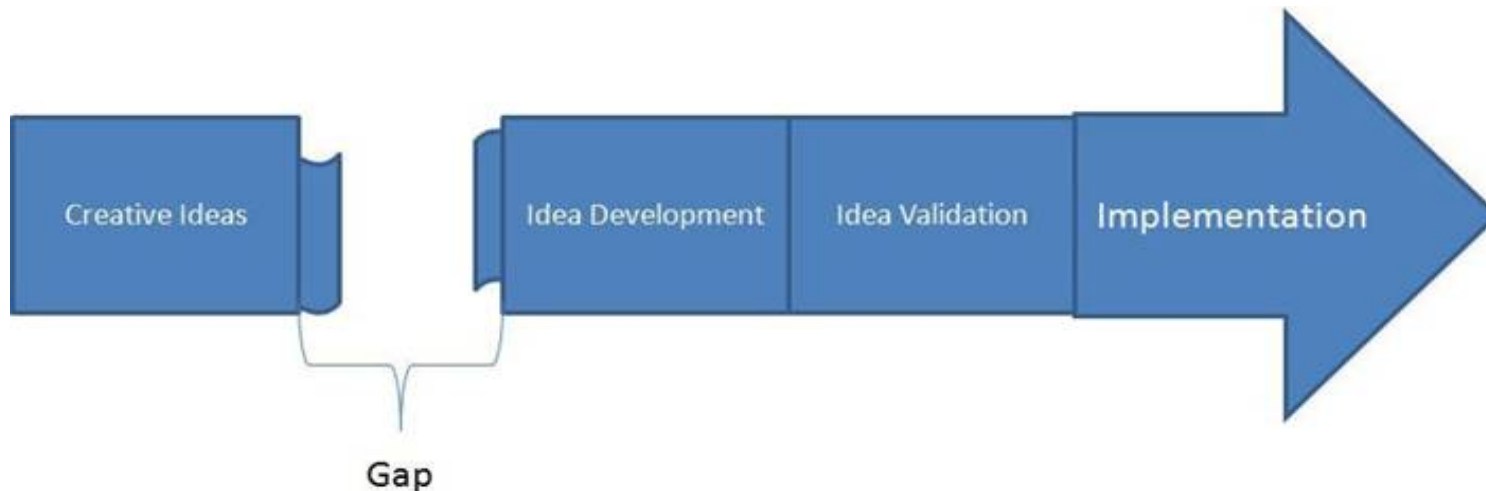 Creative Ideas
Idea Development
Idea Validation
Implementation
Gap